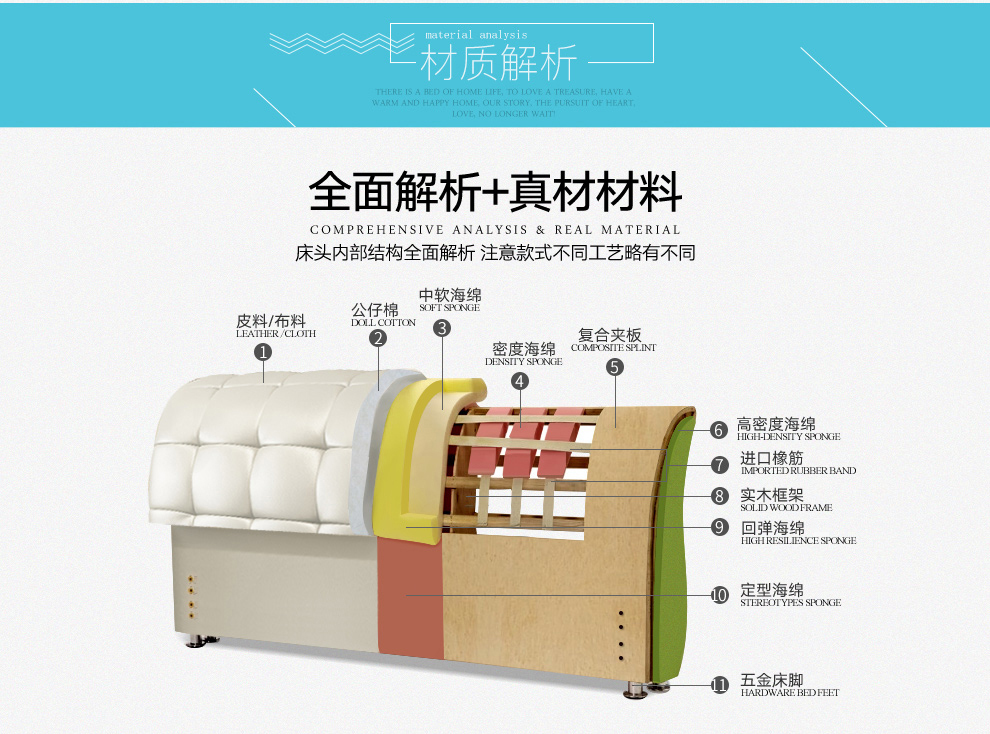 material analysis
材质解析
THERE IS A BED OF HOME LIFE, TO LOVE A TREASURE, HAVE A
WARM AND HAPPY HOME, OUR STORY, THE PURSUIT OF HEART,
LOVE, NO LONGER WAIT!
全面解析+真材材料
COMPREHENSIVE ANALYSIS & REAL MATERIAL
床头内部结构全面解析 注意款式不同工艺略有不同
皮料/布料
LEATHER /CLOTH
1
公仔棉
DOLL COTTON
2
中软海绵
SOFT SPONGE
3
密度海绵
DENSITY SPONGE
4
复合夹板
COMPOSITE SPLINT
5
6 高密度海绵
HIGH-DENSITY SPONGE
7 进口橡筋
IMPORTED RUBBER BAND
8 实木框架
SOLID WOOD FRAME
9 回弹海绵
HIGH RESILIENCE SPONGE
10 定型海绵
STEREOTYPES SPONGE
11 五金床脚
HARDWARE BED FEET